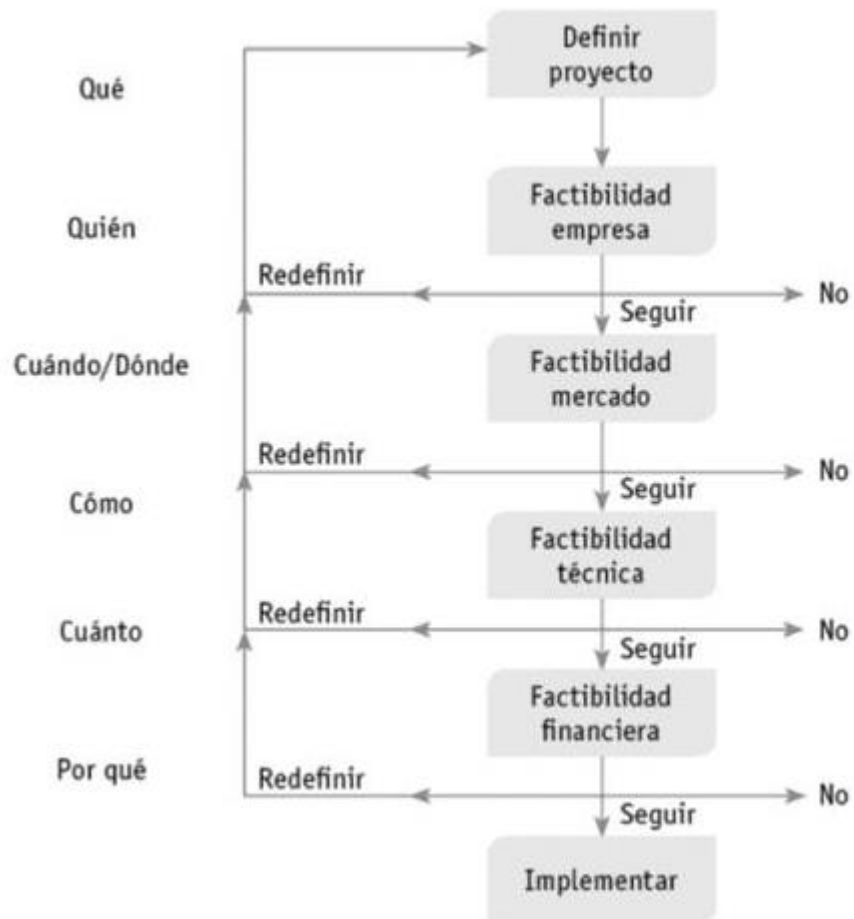 Definir
proyecto
Qué
Factibilidad
empresa
Quién
Redefinir
No
Seguir
Cuándo/Dónde
Factibilidad
mercado
Redefinir
No
Seguir
Cómo
Factibilidad
técnica
Redefinir
No
Cuánto
Seguir
Factibilidad
financiera
Por qué
Redefinir
No
Seguir
Implementar